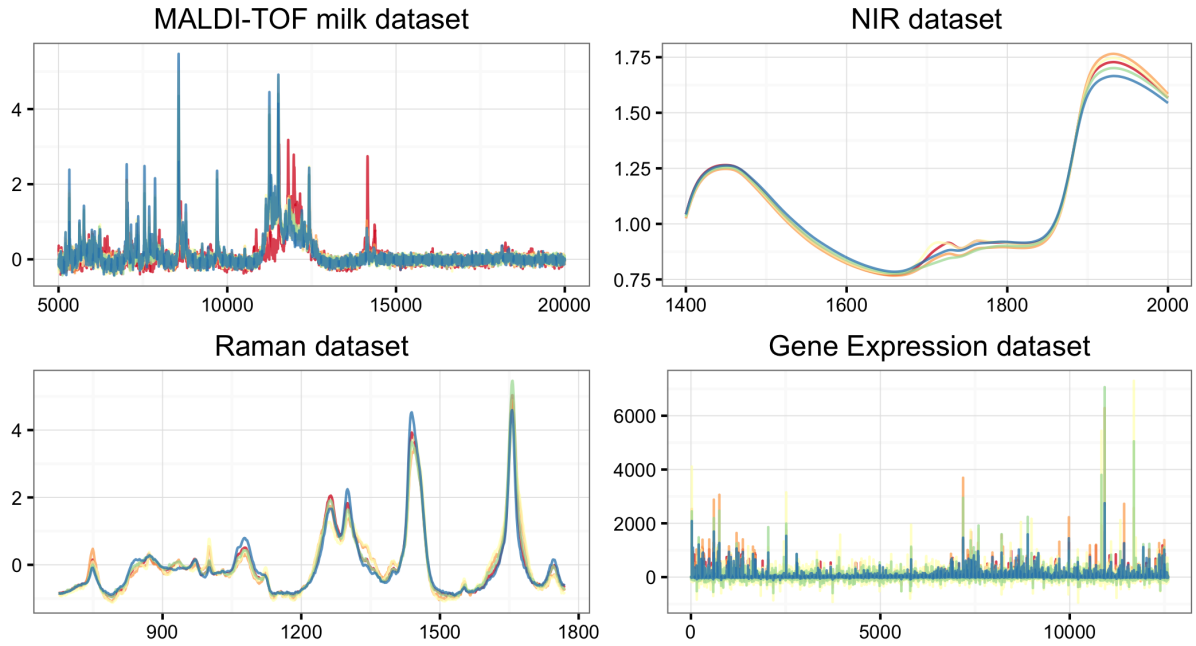 MALDI-TOF milk dataset
4
2
0
5000 10000 15000 20000
NIR dataset
1.75
1.50
1.25
1.00
0.75
1400 1600 1800 2000
Raman dataset
4
2
0
900 1200 1500 1800
Gene Expression dataset
6000
4000
2000
0
0 5000 10000